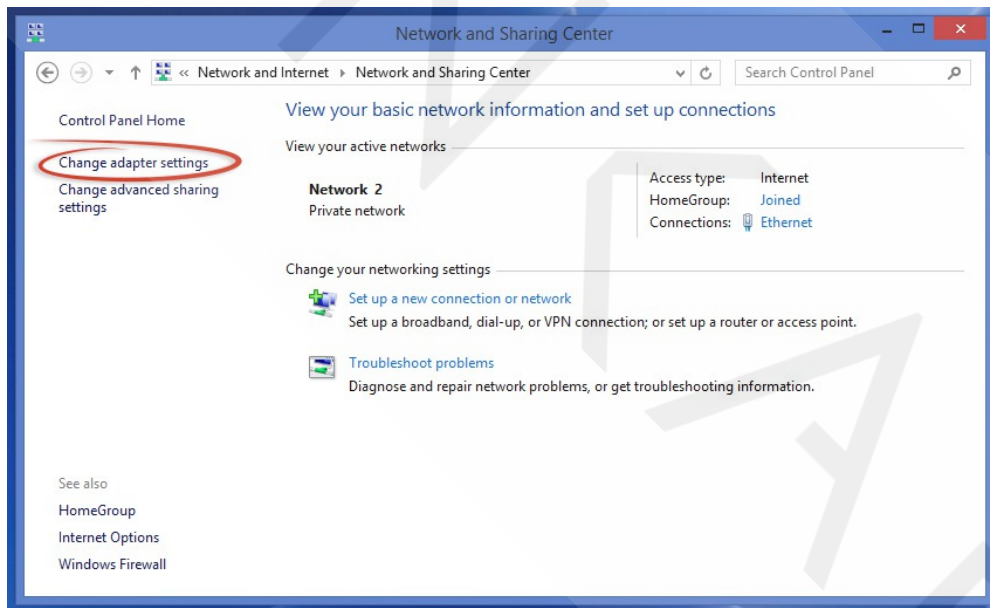 Network and Sharing Center
« Network and Internet ▸ Network and Sharing Center
Search Control Panel
Control Panel Home
Change adapter settings
Change advanced sharing
settings
View your basic network information and set up connections
View your active networks
Network 2
Private network
Access type: Internet
HomeGroup: Joined
Connections: Ethernet
Change your networking settings
Set up a new connection or network
Set up a broadband, dial-up, or VPN connection; or set up a router or access point.
Troubleshoot problems
Diagnose and repair network problems, or get troubleshooting information.
See also
HomeGroup
Internet Options
Windows Firewall